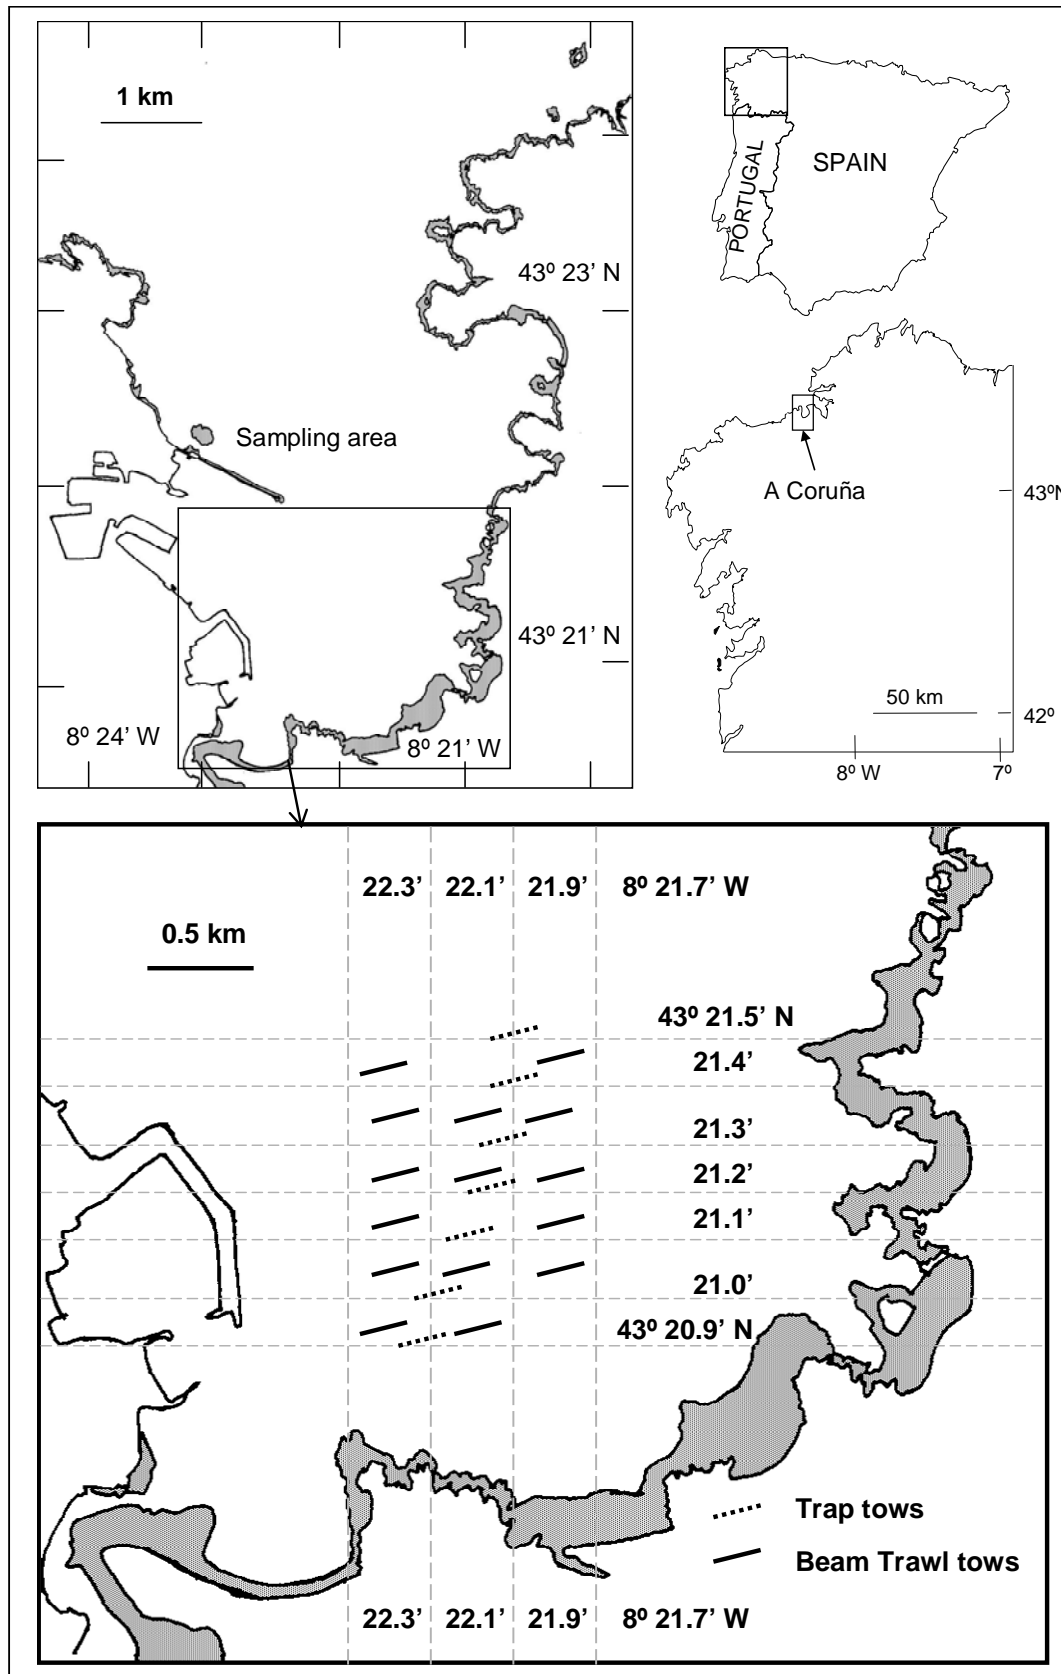 1 km
43º 23’ N
Sampling area
43º 21’ N
8º 24’ W
8º 21’ W
SPAIN
PORTUGAL
A Coruña
43ºN
50 km
42º
8º W
7º
22.3’ 22.1’ 21.9’ 8º 21.7’ W
0.5 km
43º 21.5’ N
21.4’
21.3’
21.2’
21.1’
21.0’
43º 20.9’ N
Trap tows
Beam Trawl tows
22.3’ 22.1’ 21.9’ 8º 21.7’ W